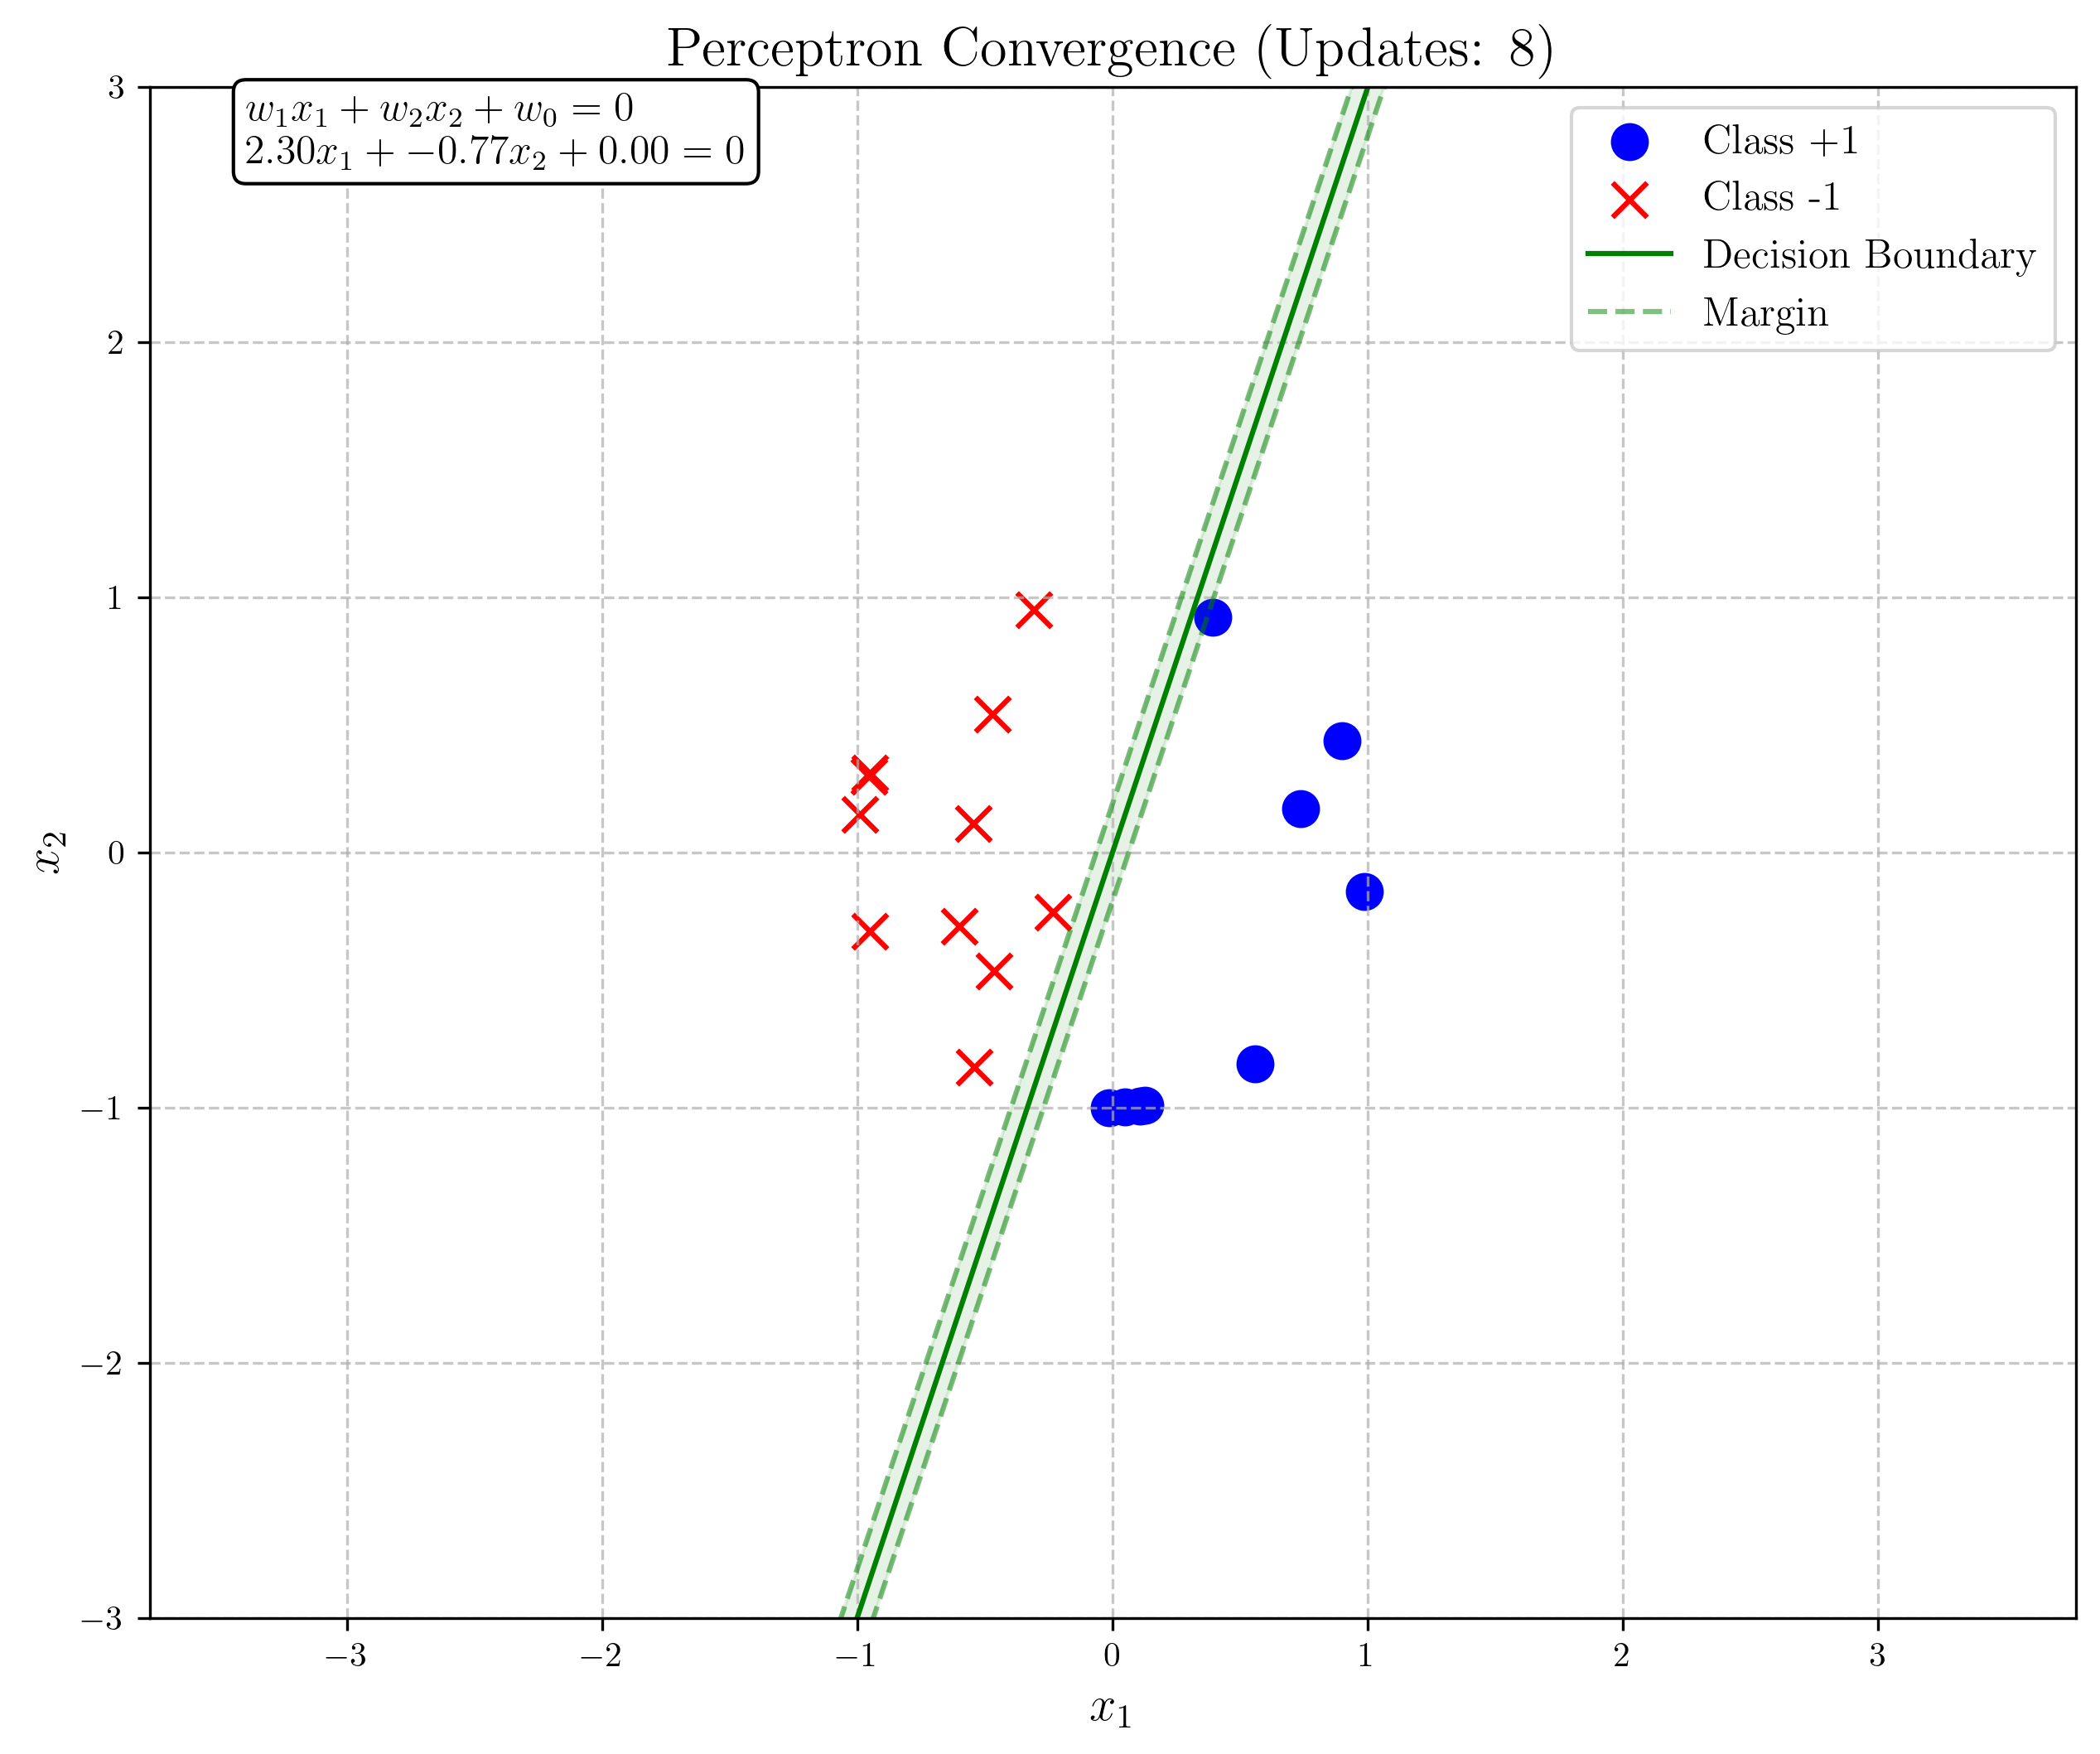 Perceptron Convergence (Updates: 8)
w₁x₁ + w₂x₂ + w₀ = 0
2.30x₁ + −0.77x₂ + 0.00 = 0
Class +1
Class -1
Decision Boundary
Margin
3
2
1
0
−1
−2
−3
x₂
−3
−2
−1
0
1
2
3
x₁